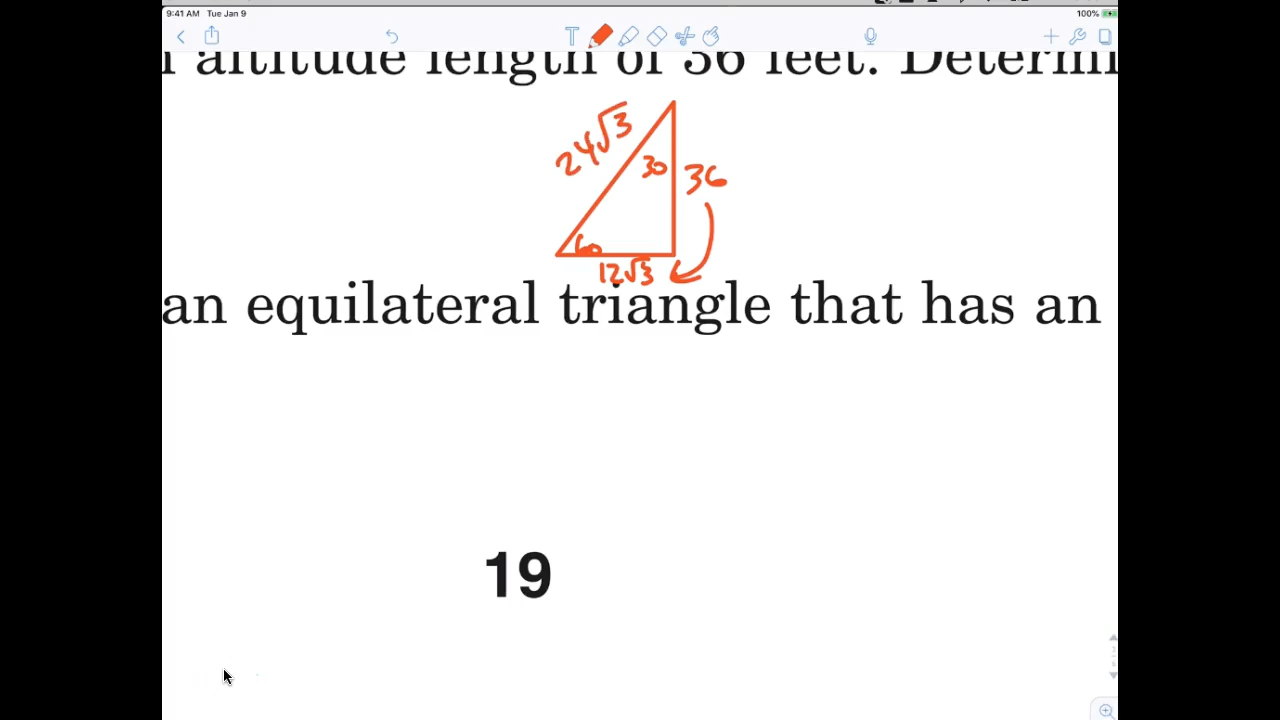 9:41 AM Tue Jan 9
100%
T
altitude length of 36 feet. Determi
24√3
30
36
60
12√3
an equilateral triangle that has an
19